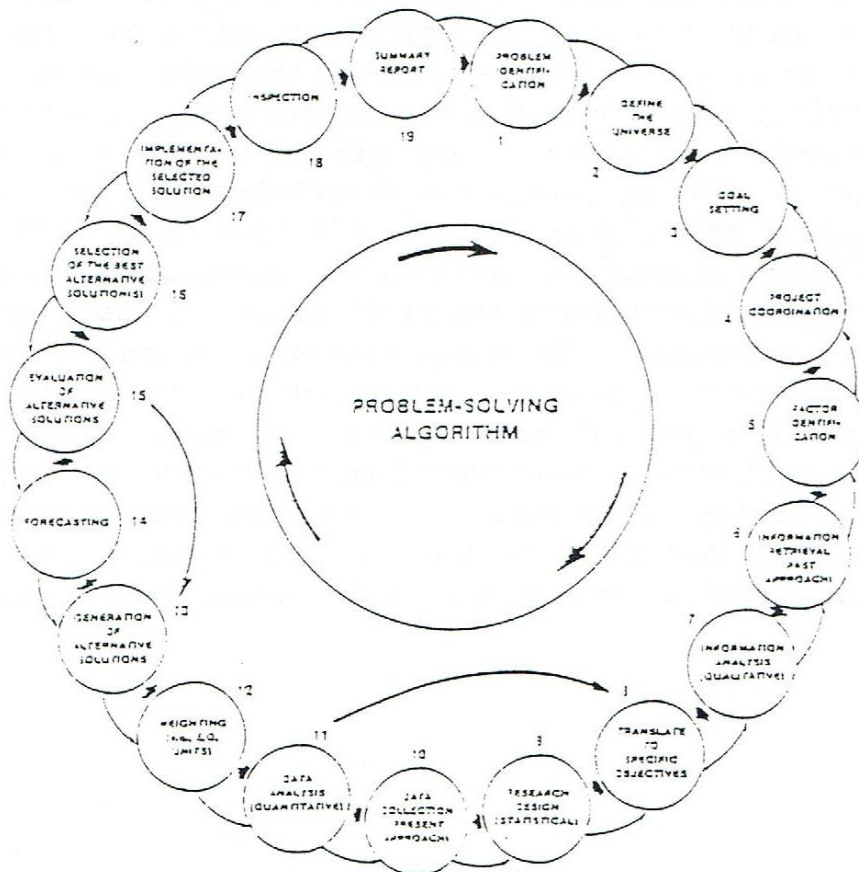 PROBLEM-SOLVING
ALGORITHM
PROBLEM
IDENTIFI-
CATION
1
DEFINE
THE
UNIVERSE
2
GOAL
SETTING
3
PROJECT
COORDINATION
4
FACTOR
IDENTIFI-
CATION
5
INFORMATION
RETRIEVAL
PAST
APPROACH)
6
INFORMATION
ANALYSIS
(QUALITATIVE)
7
TRANSLATE
TO
SPECIFIC
OBJECTIVES
8
RESEARCH
DESIGN
(STATISTICAL)
9
DATA
COLLECTION
PRESENT
APPROACH)
10
DATA
ANALYSIS
(QUANTITATIVE)
11
WEIGHTING
UNITS)
12
GENERATION
OF
ALTERNATIVE
SOLUTIONS
13
FORECASTING
14
EVALUATION
OF
ALTERNATIVE
SOLUTIONS
15
SELECTION
OF THE BEST
ALTERNATIVE
SOLUTION(S)
16
IMPLEMENTA-
TION OF THE
SELECTED
SOLUTION
17
INSPECTION
18
SUMMARY
REPORT
19